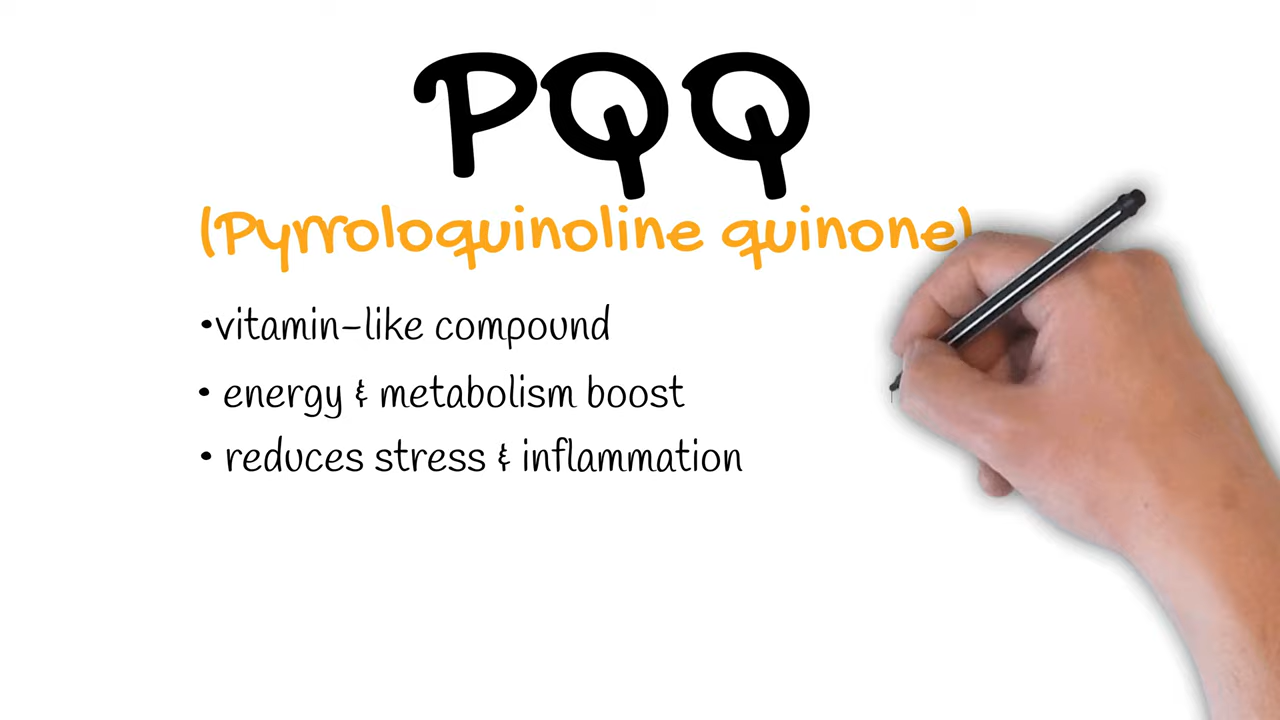 PQQ
(Pyrroloquinoline quinone)
•vitamin-like compound
• energy & metabolism boost
• reduces stress & inflammation